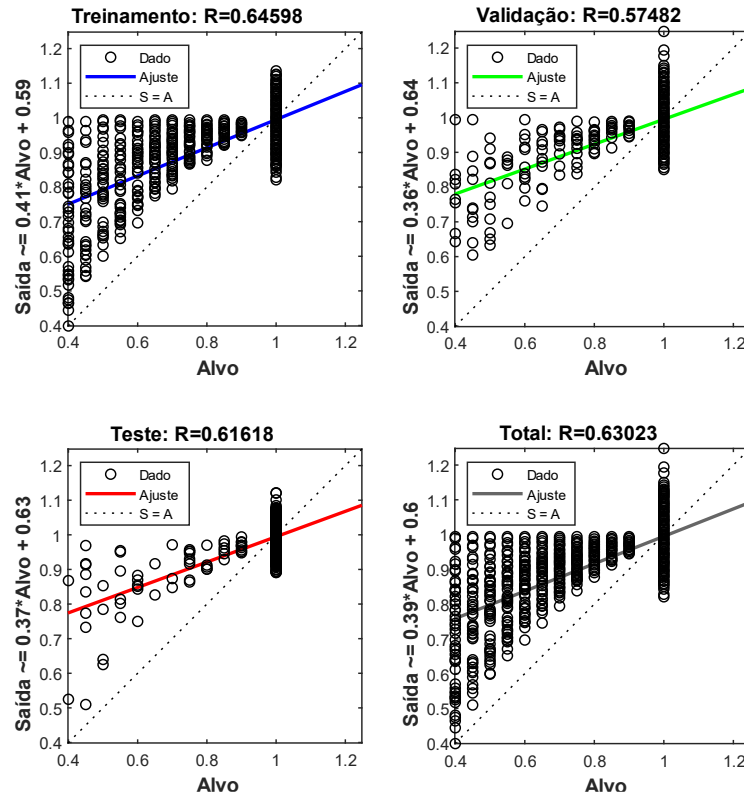 Treinamento: R=0.64598
Dado
Ajuste
S = A
Saída ~= 0.41*Alvo + 0.59
1.2
1.1
1
0.9
0.8
0.7
0.6
0.5
0.4
0.4 0.6 0.8 1 1.2
Alvo
Validação: R=0.57482
Dado
Ajuste
S = A
Saída ~= 0.36*Alvo + 0.64
1.2
1.1
1
0.9
0.8
0.7
0.6
0.5
0.4
0.4 0.6 0.8 1 1.2
Alvo
Teste: R=0.61618
Dado
Ajuste
S = A
Saída ~= 0.37*Alvo + 0.63
1.2
1.1
1
0.9
0.8
0.7
0.6
0.5
0.4
0.4 0.6 0.8 1 1.2
Alvo
Total: R=0.63023
Dado
Ajuste
S = A
Saída ~= 0.39*Alvo + 0.6
1.2
1.1
1
0.9
0.8
0.7
0.6
0.5
0.4
0.4 0.6 0.8 1 1.2
Alvo